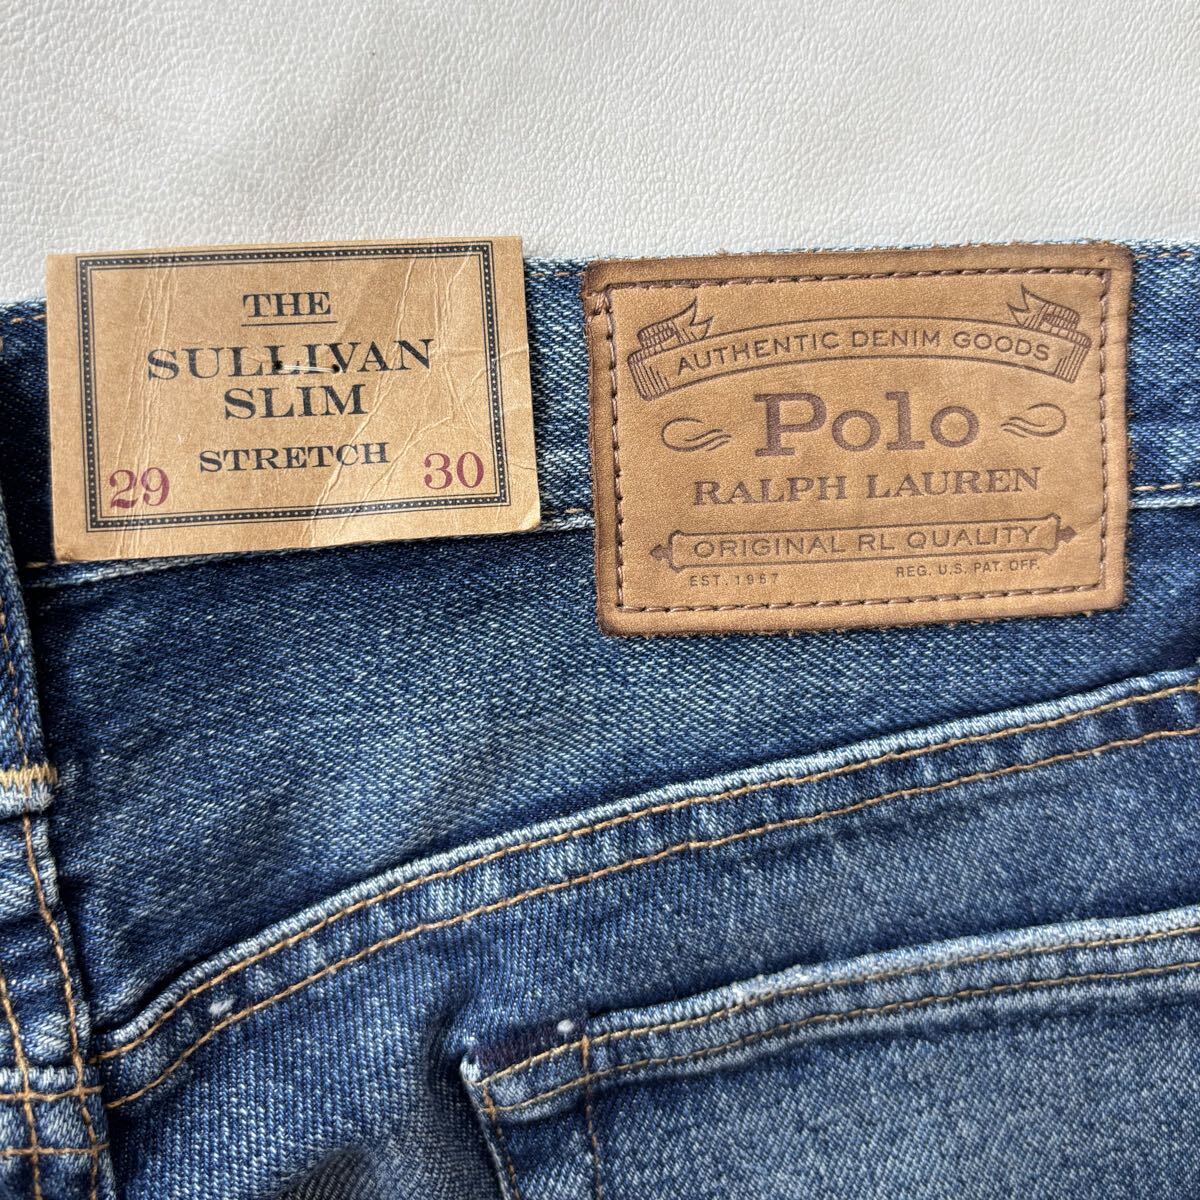 THE
SULLIVAN
SLIM
STRETCH
29 30
AUTHENTIC DENIM GOODS
Polo
RALPH LAUREN
ORIGINAL RL QUALITY
EST. 1967 REG. U.S. PAT. OFF.